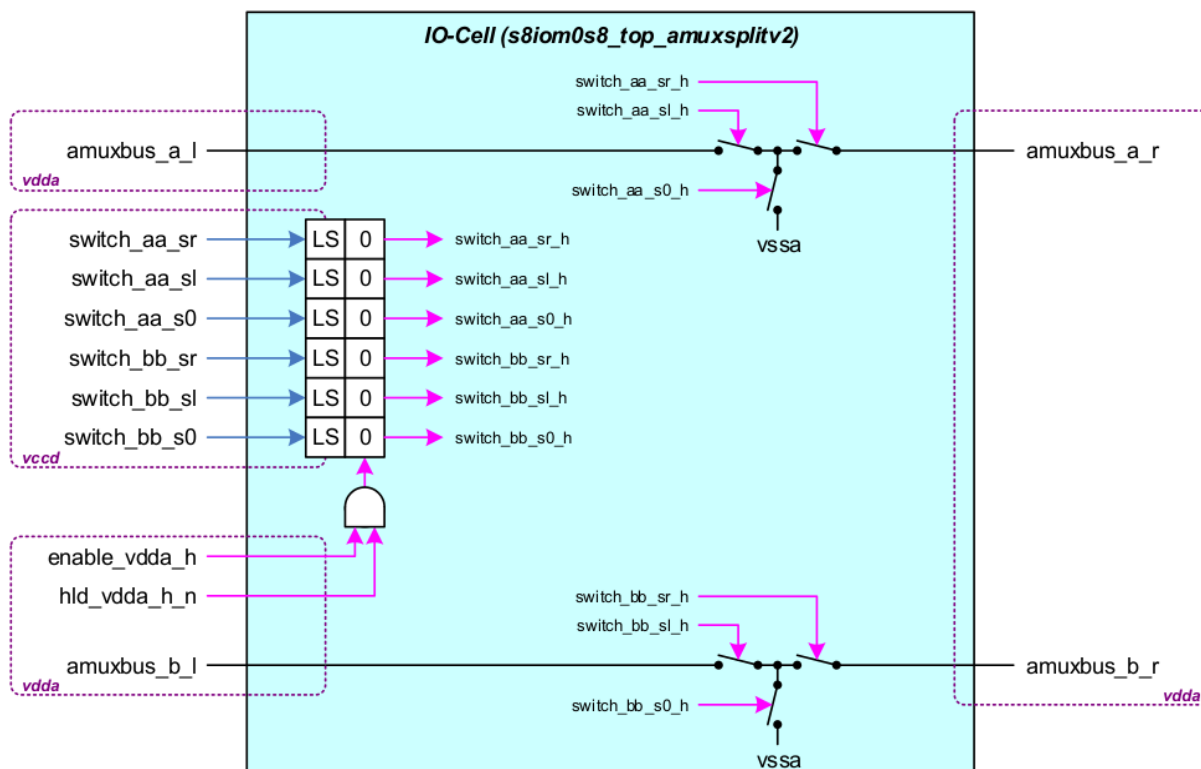 IO-Cell (s8iom0s8_top_amuxsplitv2)
switch_aa_sr_h
switch_aa_sl_h
amuxbus_a_l
amuxbus_a_r
vdda
switch_aa_s0_h
vssa
switch_aa_sr
LS
0
switch_aa_sr_h
switch_aa_sl
LS
0
switch_aa_sl_h
switch_aa_s0
LS
0
switch_aa_s0_h
switch_bb_sr
LS
0
switch_bb_sr_h
switch_bb_sl
LS
0
switch_bb_sl_h
switch_bb_s0
LS
0
switch_bb_s0_h
vccd
enable_vdda_h
hld_vdda_h_n
switch_bb_sr_h
switch_bb_sl_h
amuxbus_b_l
amuxbus_b_r
vdda
vdda
switch_bb_s0_h
vssa